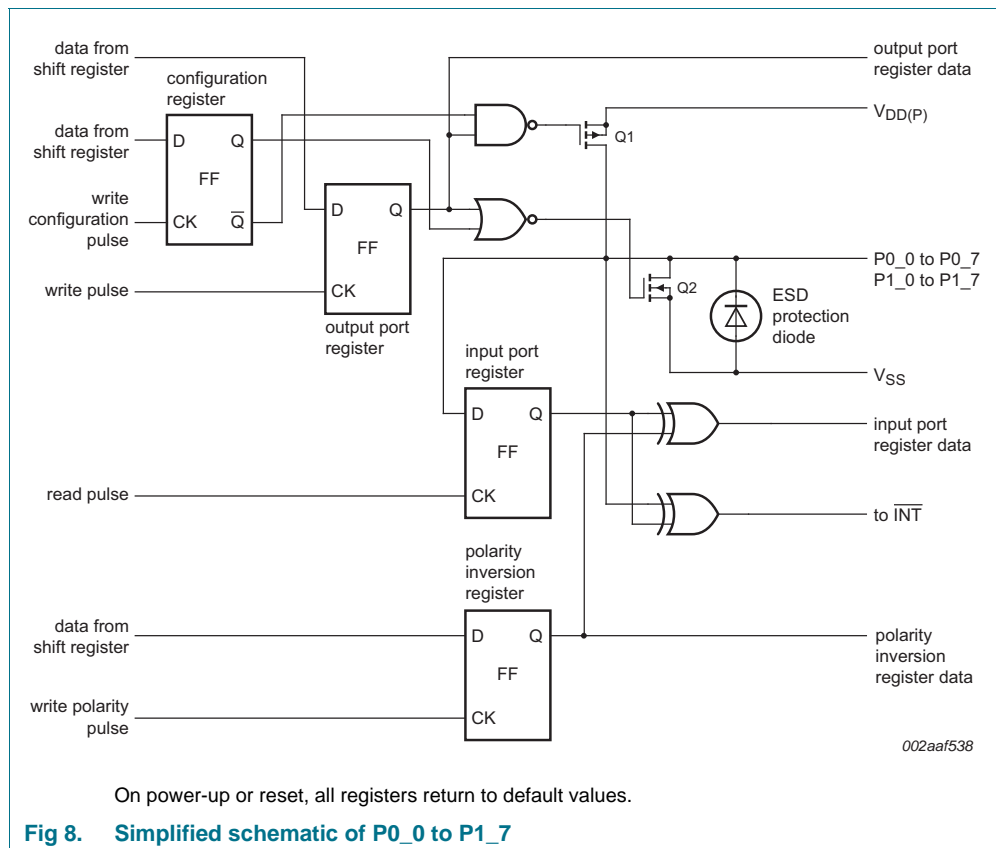 data from
shift register
output port
register data
configuration
register
VDD(P)
Q1
data from
shift register
D
Q
FF
write
configuration
pulse
CK
Q̅
D
Q
FF
P0_0 to P0_7
P1_0 to P1_7
write pulse
CK
Q2
ESD
protection
diode
output port
register
input port
register
VSS
D
Q
FF
input port
register data
read pulse
CK
to I̅N̅T̅
polarity
inversion
register
data from
shift register
D
Q
FF
polarity
inversion
register data
write polarity
pulse
CK
002aaf538
On power-up or reset, all registers return to default values.
Fig 8. Simplified schematic of P0_0 to P1_7